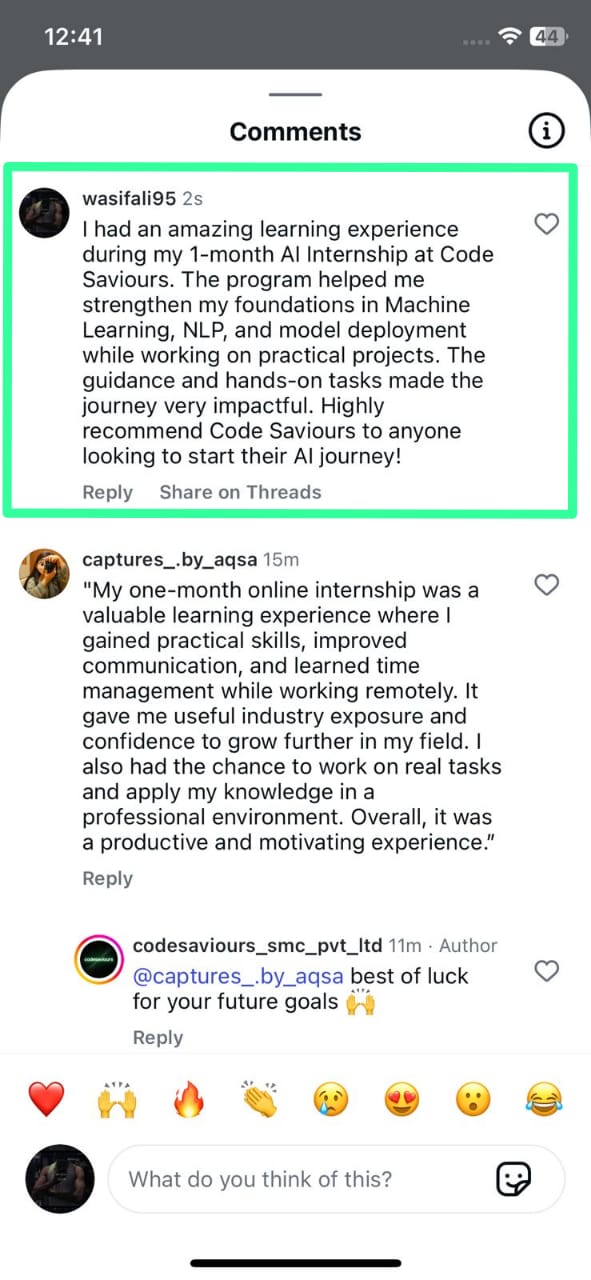 12:41
44
Comments
wasifali95 2s
I had an amazing learning experience
during my 1-month AI Internship at Code
Saviours. The program helped me
strengthen my foundations in Machine
Learning, NLP, and model deployment
while working on practical projects. The
guidance and hands-on tasks made the
journey very impactful. Highly
recommend Code Saviours to anyone
looking to start their AI journey!
Reply Share on Threads
captures_.by_aqsa 15m
"My one-month online internship was a
valuable learning experience where I
gained practical skills, improved
communication, and learned time
management while working remotely. It
gave me useful industry exposure and
confidence to grow further in my field. I
also had the chance to work on real tasks
and apply my knowledge in a
professional environment. Overall, it was
a productive and motivating experience.”
Reply
codesaviours_smc_pvt_ltd 11m · Author
@captures_.by_aqsa best of luck
for your future goals 🙌
Reply
What do you think of this?